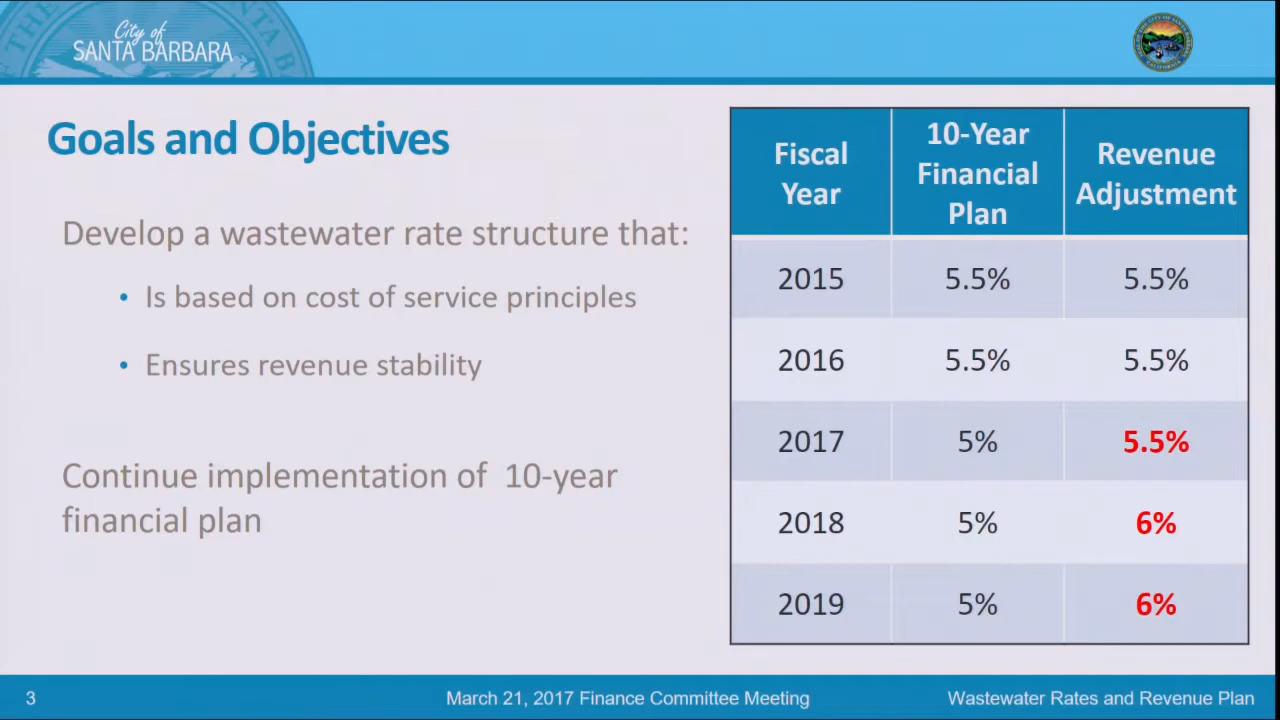 City of
SANTA BARBARA
Goals and Objectives
Develop a wastewater rate structure that:
• Is based on cost of service principles
• Ensures revenue stability
Continue implementation of 10-year
financial plan
Fiscal Year 10-Year Financial Plan Revenue Adjustment
2015 5.5% 5.5%
2016 5.5% 5.5%
2017 5% 5.5%
2018 5% 6%
2019 5% 6%
3 March 21, 2017 Finance Committee Meeting Wastewater Rates and Revenue Plan